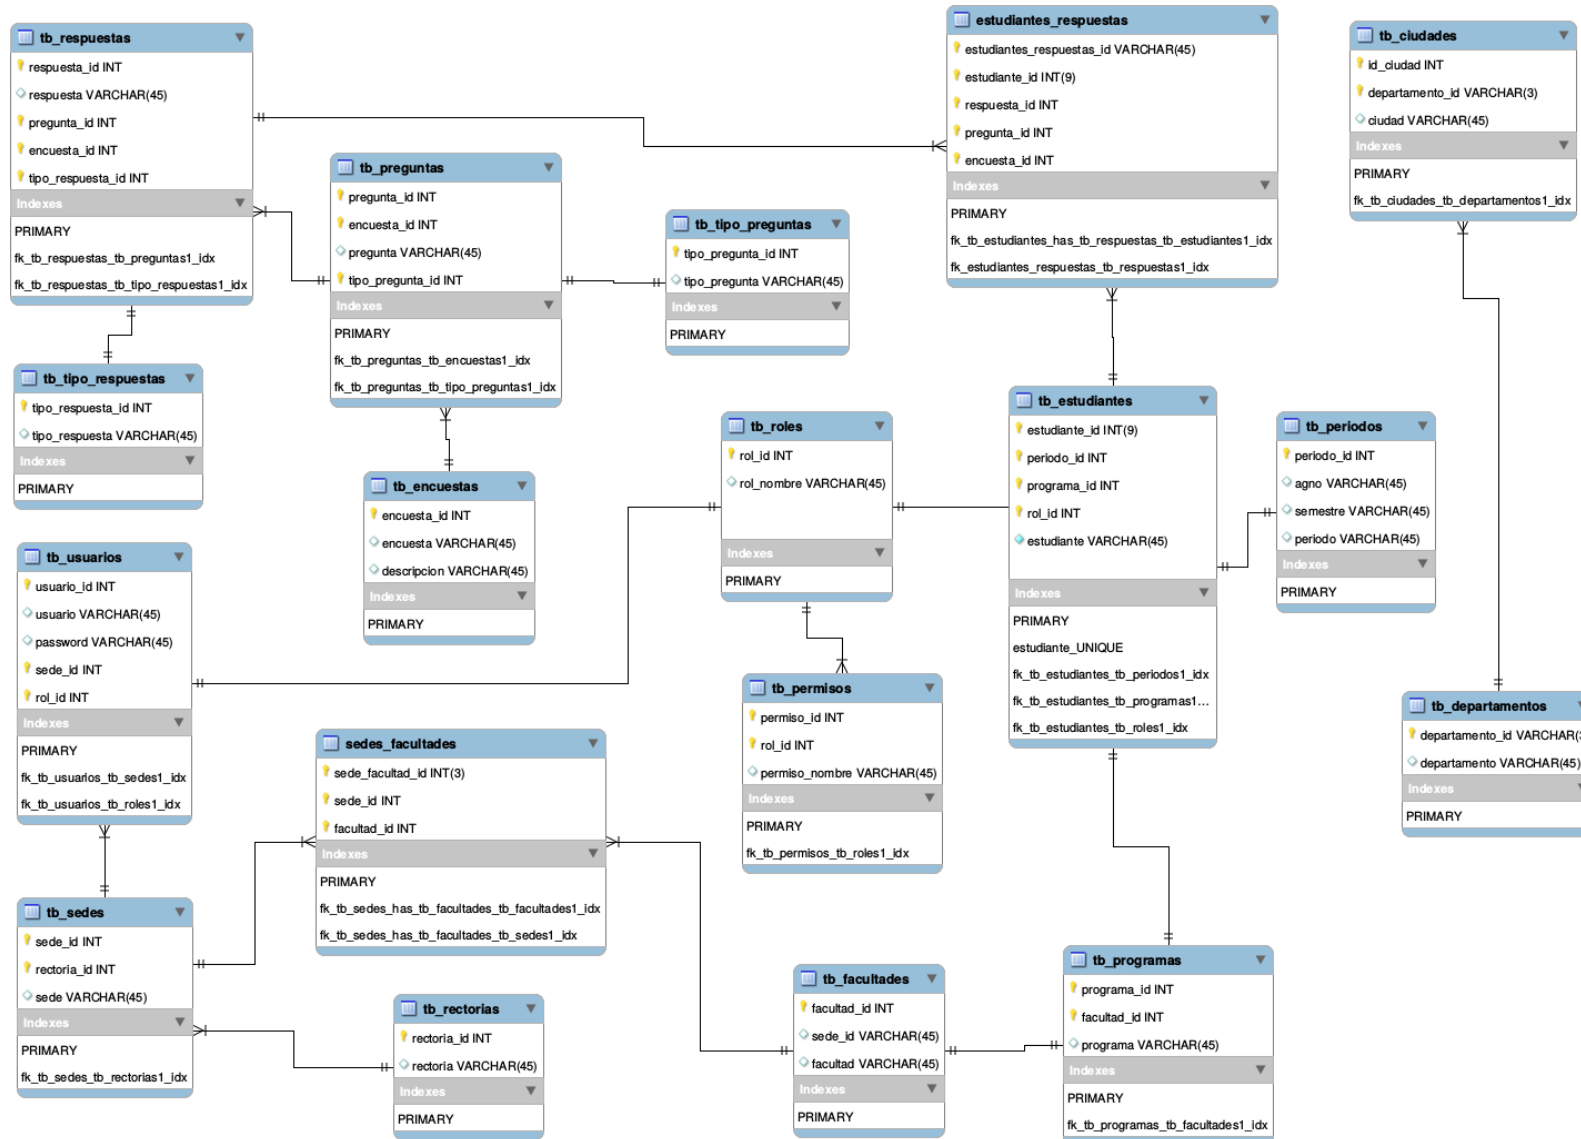 tb_respuestas
respuesta_id INT
respuesta VARCHAR(45)
pregunta_id INT
encuesta_id INT
tipo_respuesta_id INT
Indexes
PRIMARY
fk_tb_respuestas_tb_preguntas1_idx
fk_tb_respuestas_tb_tipo_respuestas1_idx
estudiantes_respuestas
estudiantes_respuestas_id VARCHAR(45)
estudiante_id INT(9)
respuesta_id INT
pregunta_id INT
encuesta_id INT
Indexes
PRIMARY
fk_tb_estudiantes_has_tb_respuestas_tb_estudiantes1_idx
fk_estudiantes_respuestas_tb_respuestas1_idx
tb_ciudades
id_ciudad INT
departamento_id VARCHAR(3)
ciudad VARCHAR(45)
Indexes
PRIMARY
fk_tb_ciudades_tb_departamentos1_idx
tb_preguntas
pregunta_id INT
encuesta_id INT
pregunta VARCHAR(45)
tipo_pregunta_id INT
Indexes
PRIMARY
fk_tb_preguntas_tb_encuestas1_idx
fk_tb_preguntas_tb_tipo_preguntas1_idx
tb_tipo_preguntas
tipo_pregunta_id INT
tipo_pregunta VARCHAR(45)
Indexes
PRIMARY
tb_tipo_respuestas
tipo_respuesta_id INT
tipo_respuesta VARCHAR(45)
Indexes
PRIMARY
tb_encuestas
encuesta_id INT
encuesta VARCHAR(45)
descripcion VARCHAR(45)
Indexes
PRIMARY
tb_roles
rol_id INT
rol_nombre VARCHAR(45)
Indexes
PRIMARY
tb_estudiantes
estudiante_id INT(9)
periodo_id INT
programa_id INT
rol_id INT
estudiante VARCHAR(45)
Indexes
PRIMARY
estudiante_UNIQUE
fk_tb_estudiantes_tb_periodos1_idx
fk_tb_estudiantes_tb_programas1...
fk_tb_estudiantes_tb_roles1_idx
tb_periodos
periodo_id INT
agno VARCHAR(45)
semestre VARCHAR(45)
periodo VARCHAR(45)
Indexes
PRIMARY
tb_usuarios
usuario_id INT
usuario VARCHAR(45)
password VARCHAR(45)
sede_id INT
rol_id INT
Indexes
PRIMARY
fk_tb_usuarios_tb_sedes1_idx
fk_tb_usuarios_tb_roles1_idx
tb_permisos
permiso_id INT
rol_id INT
permiso_nombre VARCHAR(45)
Indexes
PRIMARY
fk_tb_permisos_tb_roles1_idx
tb_departamentos
departamento_id VARCHAR(3
departamento VARCHAR(45)
Indexes
PRIMARY
sedes_facultades
sede_facultad_id INT(3)
sede_id INT
facultad_id INT
Indexes
PRIMARY
fk_tb_sedes_has_tb_facultades_tb_facultades1_idx
fk_tb_sedes_has_tb_facultades_tb_sedes1_idx
tb_sedes
sede_id INT
rectoria_id INT
sede VARCHAR(45)
Indexes
PRIMARY
fk_tb_sedes_tb_rectorias1_idx
tb_rectorias
rectoria_id INT
rectoria VARCHAR(45)
Indexes
PRIMARY
tb_facultades
facultad_id INT
sede_id VARCHAR(45)
facultad VARCHAR(45)
Indexes
PRIMARY
tb_programas
programa_id INT
facultad_id INT
programa VARCHAR(45)
Indexes
PRIMARY
fk_tb_programas_tb_facultades1_idx